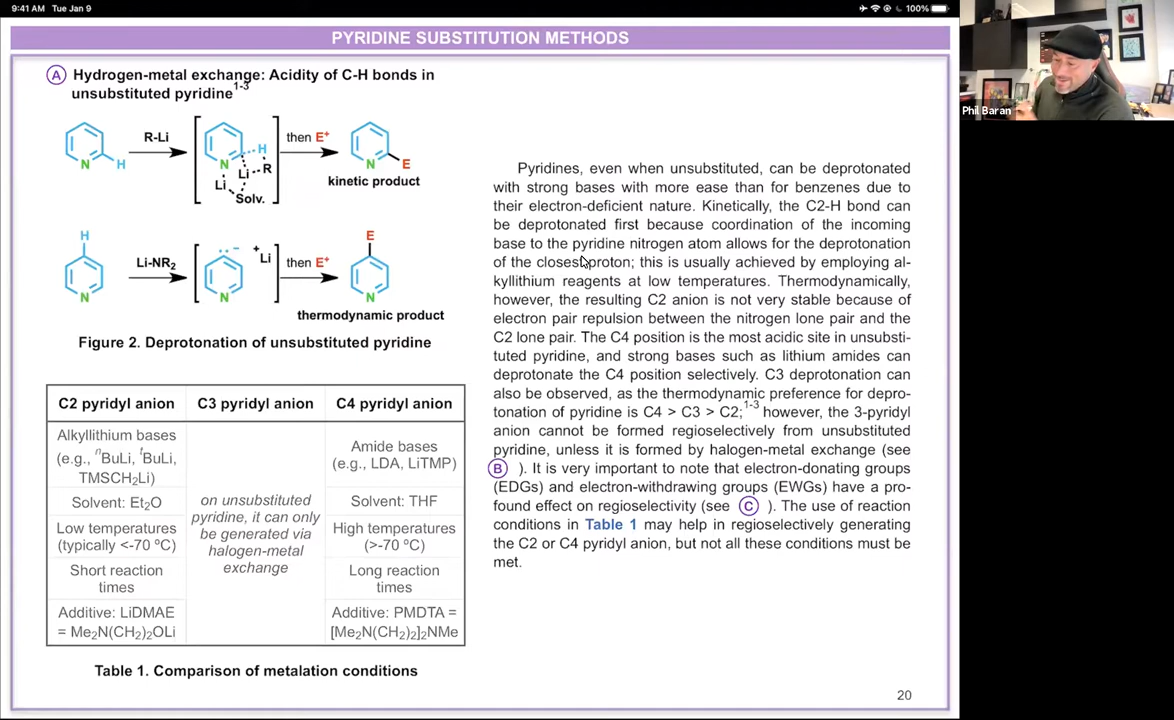 9:41 AM Tue Jan 9
100%
PYRIDINE SUBSTITUTION METHODS
A Hydrogen-metal exchange: Acidity of C-H bonds in
unsubstituted pyridine1-3
R-Li
then E+
N
H
N
H
Li
R
Li
Solv.
N
E
kinetic product
H
N
Li-NR2
N
+Li
then E+
E
N
thermodynamic product
Figure 2. Deprotonation of unsubstituted pyridine
C2 pyridyl anion
C3 pyridyl anion
C4 pyridyl anion
Alkyllithium bases
(e.g., nBuLi, tBuLi,
TMSCH2Li)
Solvent: Et2O
Low temperatures
(typically <-70 ºC)
Short reaction
times
Additive: LiDMAE
= Me2N(CH2)2OLi
on unsubstituted
pyridine, it can only
be generated via
halogen-metal
exchange
Amide bases
(e.g., LDA, LiTMP)
Solvent: THF
High temperatures
(>-70 ºC)
Long reaction
times
Additive: PMDTA =
[Me2N(CH2)2]2NMe
Table 1. Comparison of metalation conditions
Pyridines, even when unsubstituted, can be deprotonated
with strong bases with more ease than for benzenes due to
their electron-deficient nature. Kinetically, the C2-H bond can
be deprotonated first because coordination of the incoming
base to the pyridine nitrogen atom allows for the deprotonation
of the closest proton; this is usually achieved by employing al-
kyllithium reagents at low temperatures. Thermodynamically,
however, the resulting C2 anion is not very stable because of
electron pair repulsion between the nitrogen lone pair and the
C2 lone pair. The C4 position is the most acidic site in unsubsti-
tuted pyridine, and strong bases such as lithium amides can
deprotonate the C4 position selectively. C3 deprotonation can
also be observed, as the thermodynamic preference for depro-
tonation of pyridine is C4 > C3 > C2;1-3 however, the 3-pyridyl
anion cannot be formed regioselectively from unsubstituted
pyridine, unless it is formed by halogen-metal exchange (see
B ). It is very important to note that electron-donating groups
(EDGs) and electron-withdrawing groups (EWGs) have a pro-
found effect on regioselectivity (see C ). The use of reaction
conditions in Table 1 may help in regioselectively generating
the C2 or C4 pyridyl anion, but not all these conditions must be
met.
20
Phil Baran